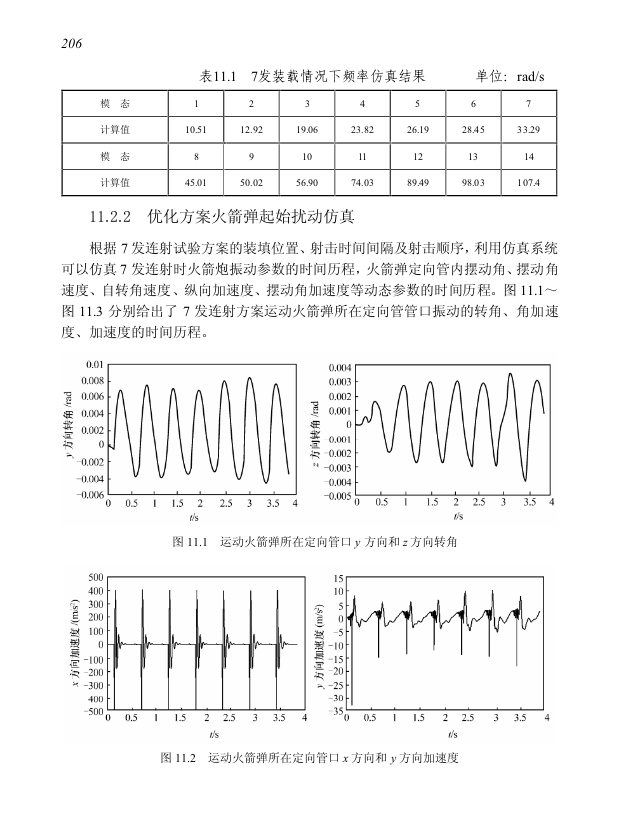 206
表11.1 7发装载情况下频率仿真结果 单位：rad/s
模 态 1 2 3 4 5 6 7
计算值 10.51 12.92 19.06 23.82 26.19 28.45 33.29
模 态 8 9 10 11 12 13 14
计算值 45.01 50.02 56.90 74.03 89.49 98.03 107.4
11.2.2 优化方案火箭弹起始扰动仿真
根据 7 发连射试验方案的装填位置、射击时间间隔及射击顺序，利用仿真系统
可以仿真 7 发连射时火箭炮振动参数的时间历程，火箭弹定向管内摆动角、摆动角
速度、自转角速度、纵向加速度、摆动角加速度等动态参数的时间历程。图 11.1～
图 11.3 分别给出了 7 发连射方案运动火箭弹所在定向管管口振动的转角、角加速
度、加速度的时间历程。
y 方向转角/rad
0.01
0.008
0.006
0.004
0.002
0
−0.002
−0.004
−0.006
0 0.5 1 1.5 2 2.5 3 3.5 4
t/s
z 方向转角/rad
0.004
0.003
0.002
0.001
0
−0.001
−0.002
−0.003
−0.004
−0.005
0 0.5 1 1.5 2 2.5 3 3.5 4
t/s
图 11.1 运动火箭弹所在定向管口 y 方向和 z 方向转角
x 方向加速度/(m/s²)
500
400
300
200
100
0
−100
−200
−300
400
−500
0 0.5 1 1.5 2 2.5 3 3.5 4
t/s
y 方向加速度 (m/s²)
15
10
5
0
−5
−10
−15
−20
−25
−30
−35
0 0.5 1 1.5 2 2.5 3 3.5 4
t/s
图 11.2 运动火箭弹所在定向管口 x 方向和 y 方向加速度